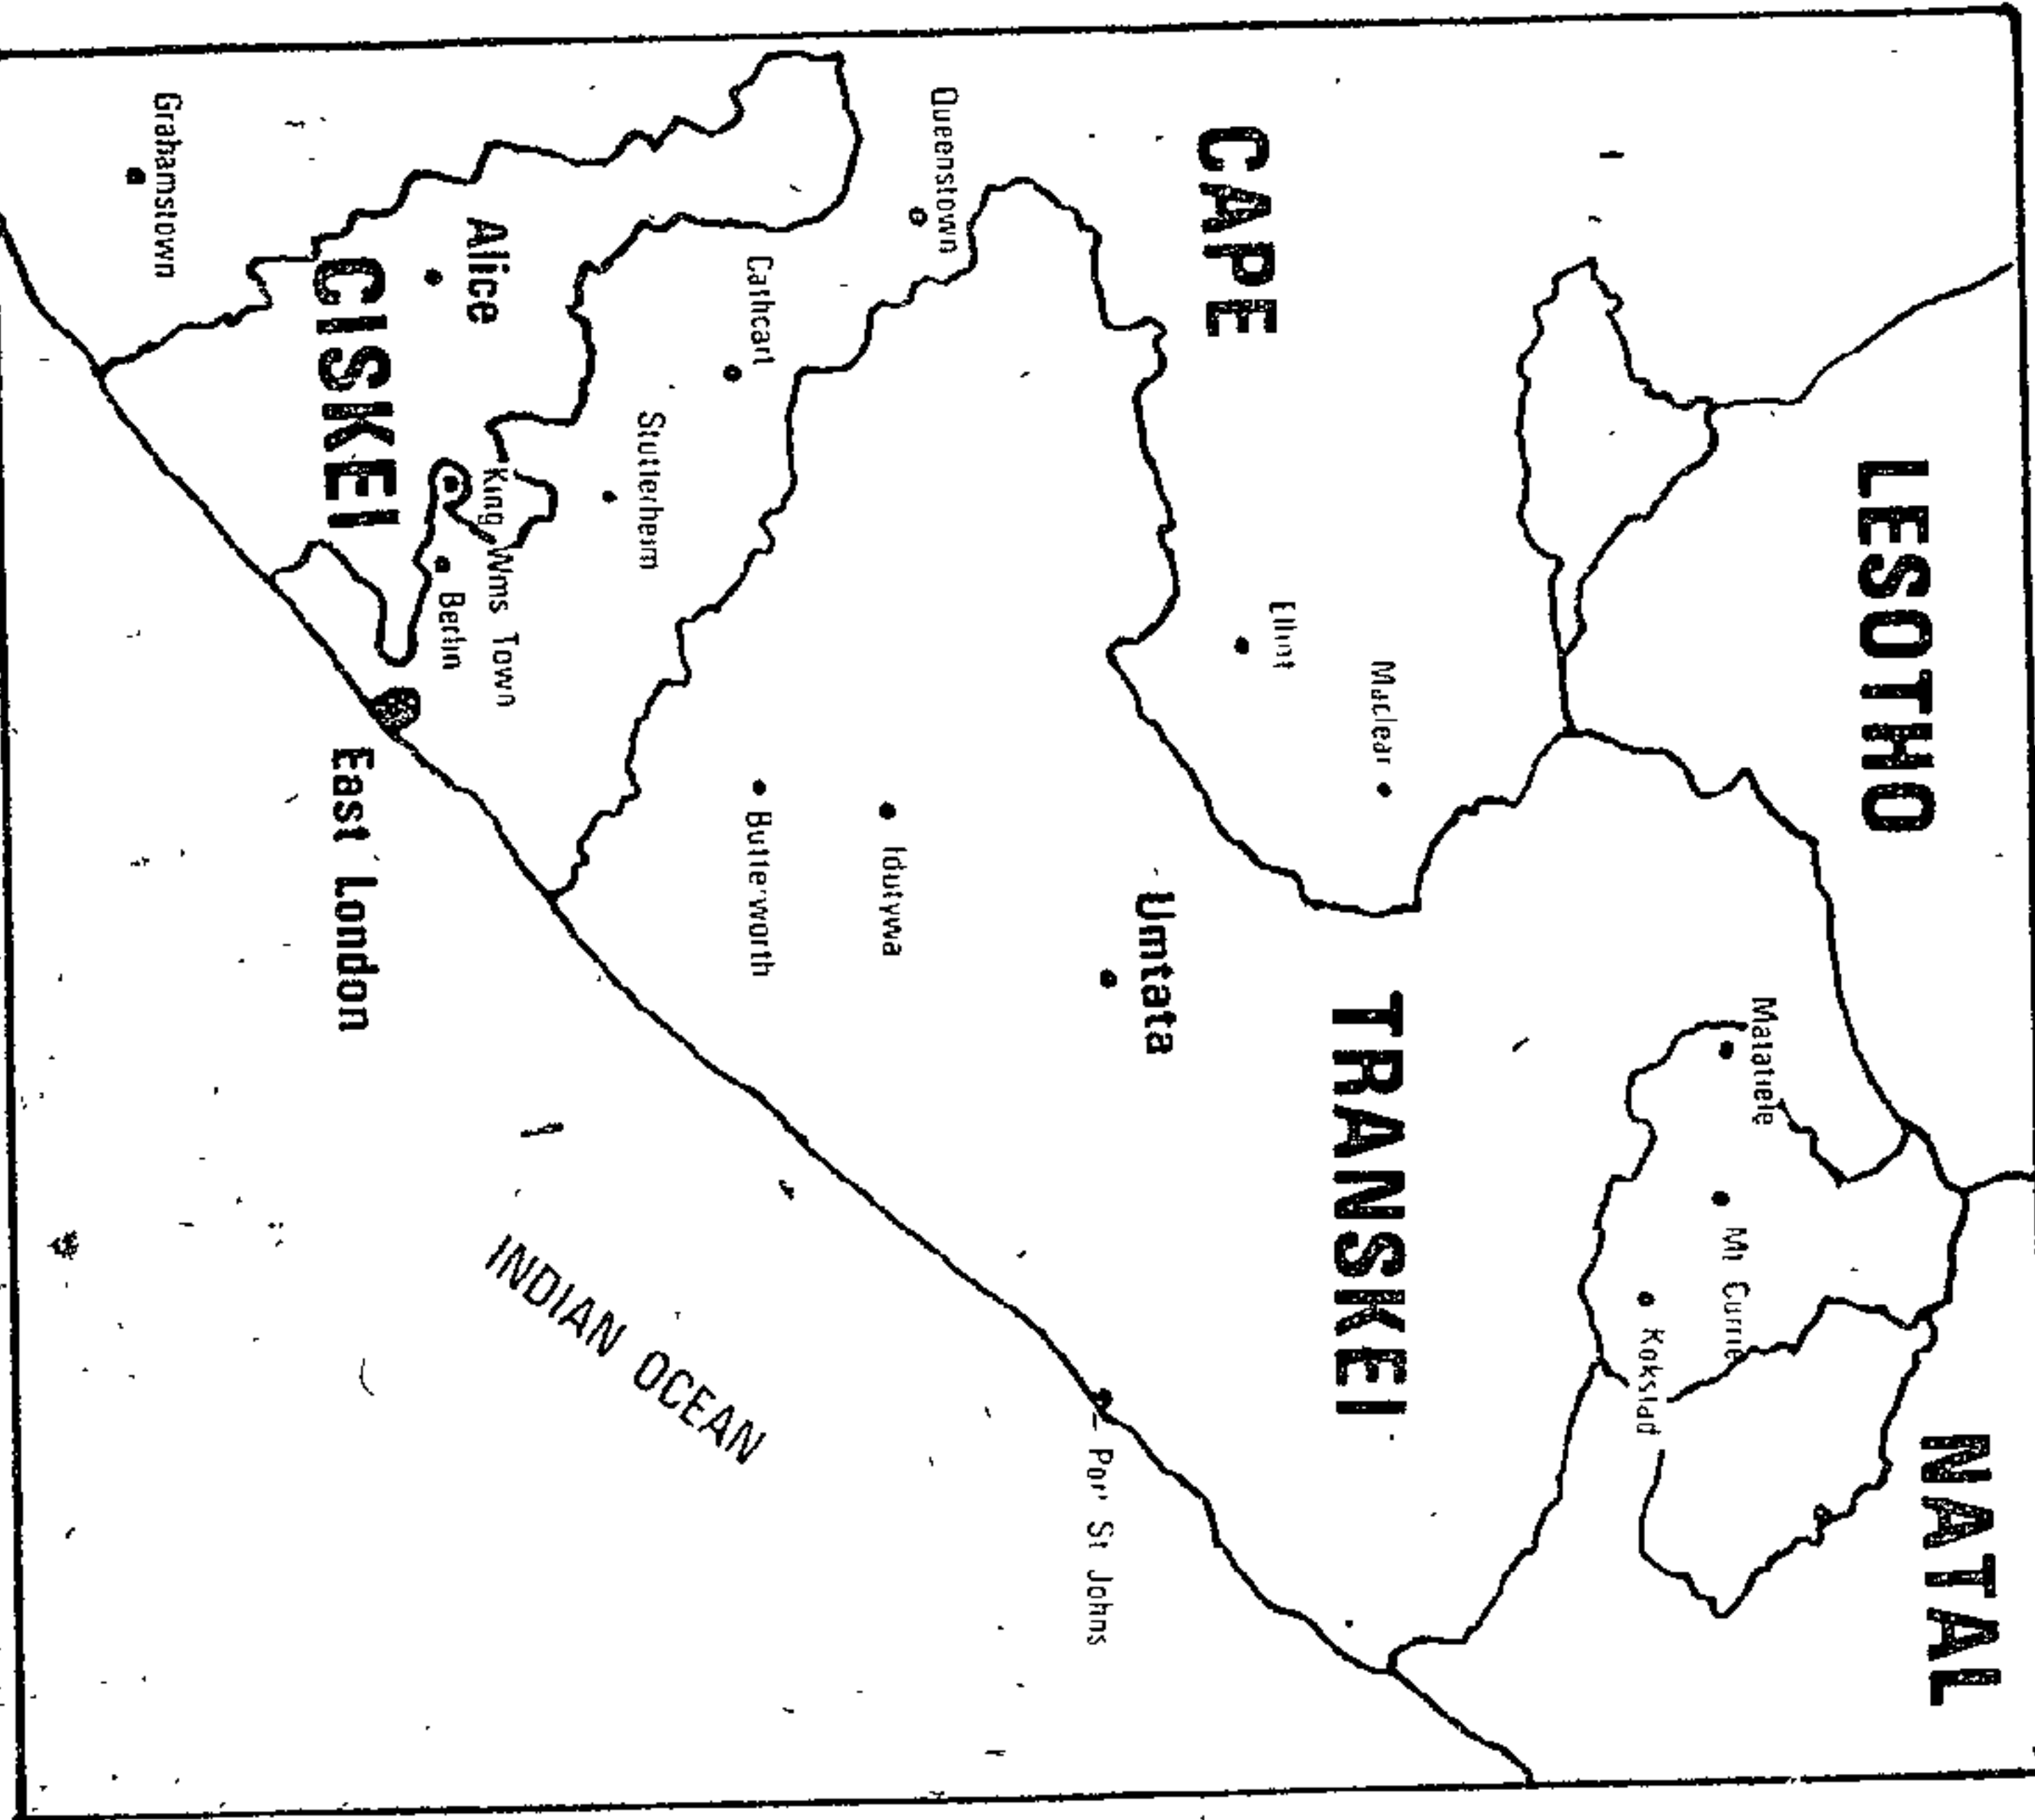 LESOTHO
NATAL
Matatiele
Mt Currie
Kokstad
CAPE
Maclear
Elliot
TRANSKEI
Umtata
Port St Johns
Queenstown
Idutywa
Cathcart
Butterworth
Stutterheim
Alice
King Wms Town
Berlin
CISKEI
East London
Grahamstown
INDIAN OCEAN